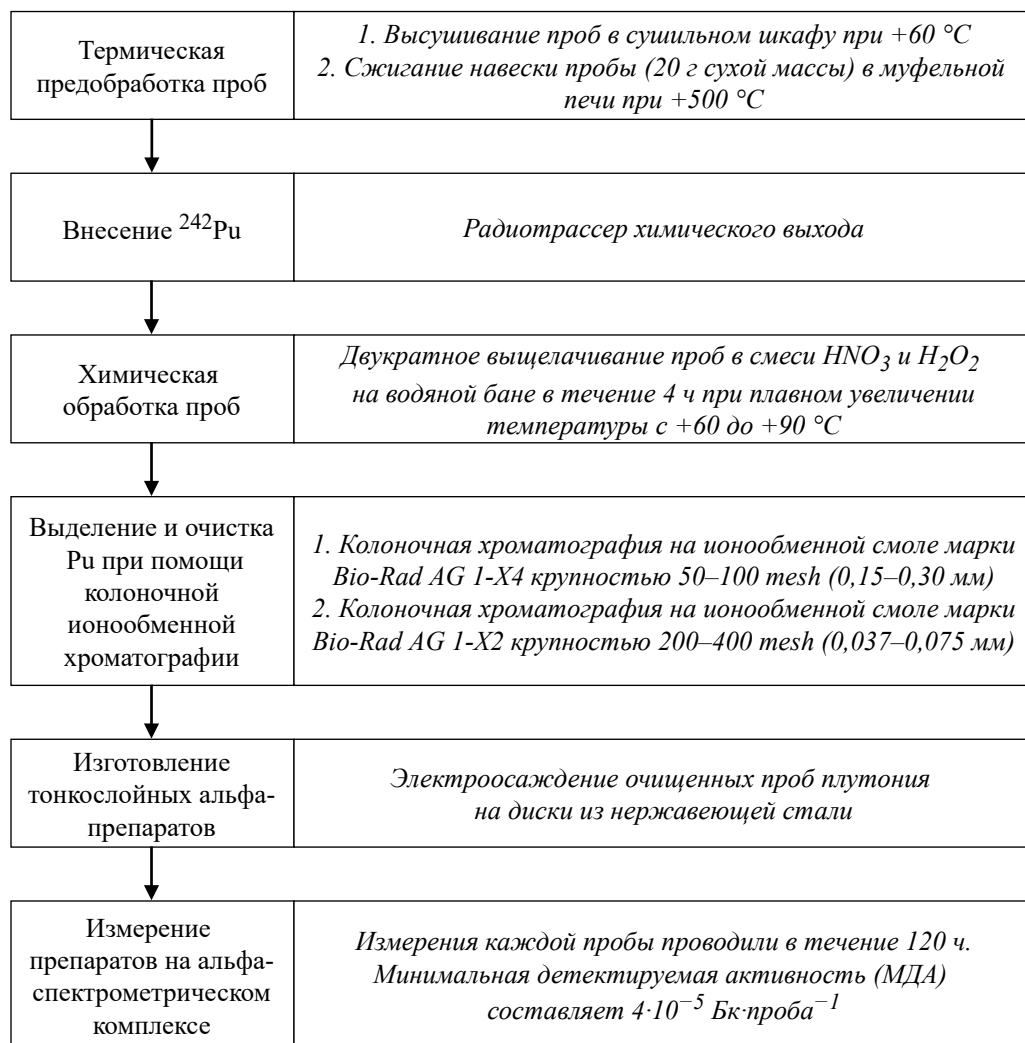 Термическая
предобработка проб
1. Высушивание проб в сушильном шкафу при +60 °C
2. Сжигание навески пробы (20 г сухой массы) в муфельной
печи при +500 °C
Внесение ²⁴²Pu
Радиотрассер химического выхода
Химическая
обработка проб
Двукратное выщелачивание проб в смеси HNO₃ и H₂O₂
на водяной бане в течение 4 ч при плавном увеличении
температуры с +60 до +90 °C
Выделение и очистка
Pu при помощи
колоночной
ионообменной
хроматографии
1. Колоночная хроматография на ионообменной смоле марки
Bio-Rad AG 1-X4 крупностью 50–100 mesh (0,15–0,30 мм)
2. Колоночная хроматография на ионообменной смоле марки
Bio-Rad AG 1-X2 крупностью 200–400 mesh (0,037–0,075 мм)
Изготовление
тонкослойных альфа-
препаратов
Электроосаждение очищенных проб плутония
на диски из нержавеющей стали
Измерение
препаратов на альфа-
спектрометрическом
комплексе
Измерения каждой пробы проводили в течение 120 ч.
Минимальная детектируемая активность (МДА)
составляет 4·10⁻⁵ Бк·проба⁻¹